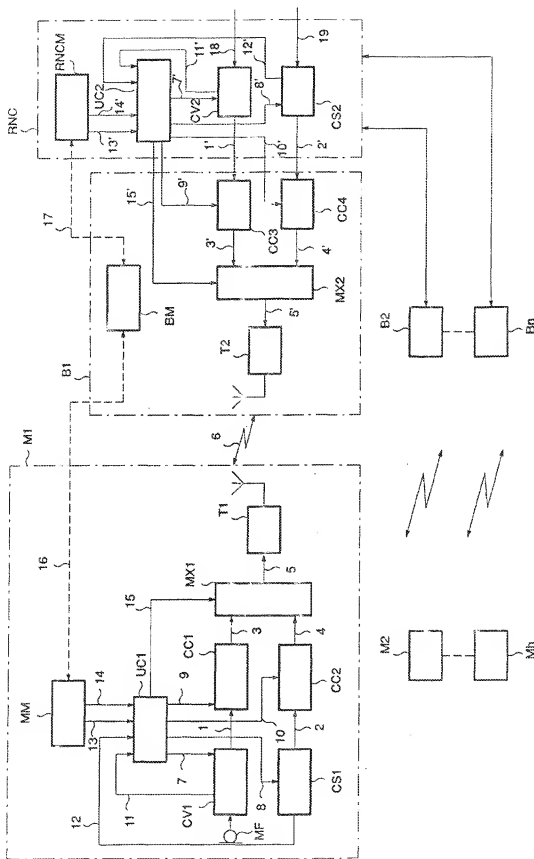 RNC
RNCM
17
14'
13'
UC2
11'
15'
7'
18
12'
19
9'
8'
CV2
1'
10'
CS2
2'
B1
BM
CC3
3'
CC4
4'
MX2
5'
T2
B2
Bn
6
M1
16
T1
MX1
5
15
MM
14
13
UC1
9
CC1
3
4
10
CC2
1
2
7
12
11
8
CV1
MF
CS1
M2
Mh